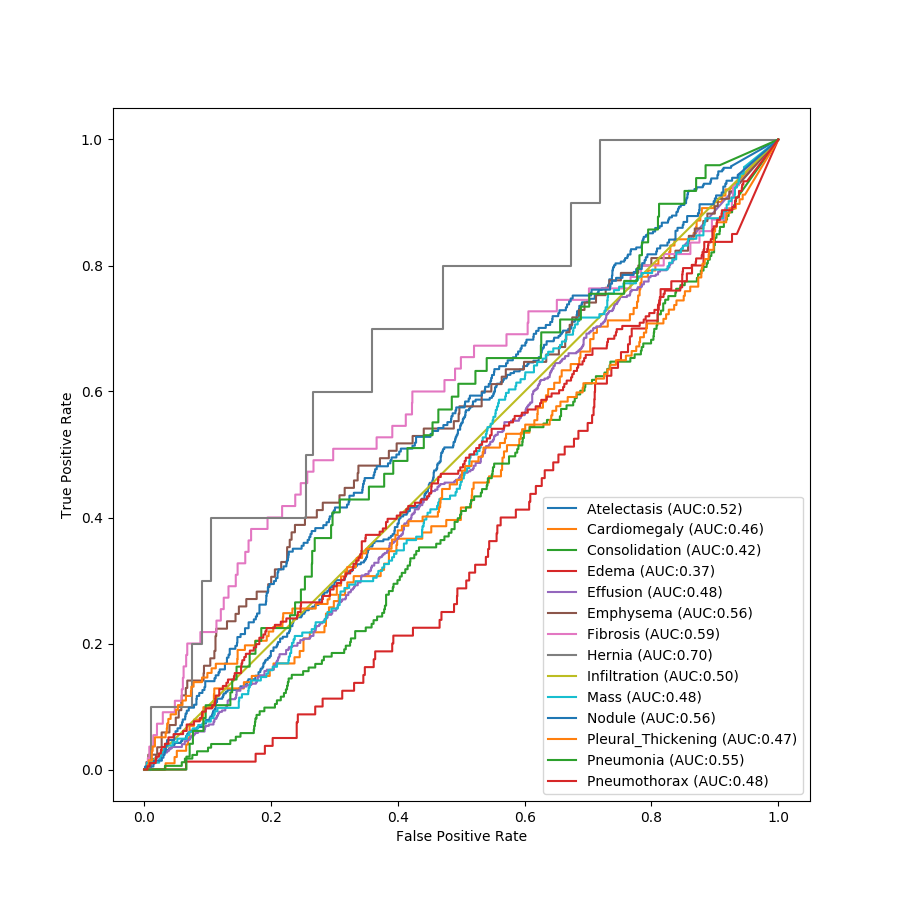 1.0
0.8
0.6
0.4
0.2
0.0
True Positive Rate
Atelectasis (AUC:0.52)
Cardiomegaly (AUC:0.46)
Consolidation (AUC:0.42)
Edema (AUC:0.37)
Effusion (AUC:0.48)
Emphysema (AUC:0.56)
Fibrosis (AUC:0.59)
Hernia (AUC:0.70)
Infiltration (AUC:0.50)
Mass (AUC:0.48)
Nodule (AUC:0.56)
Pleural_Thickening (AUC:0.47)
Pneumonia (AUC:0.55)
Pneumothorax (AUC:0.48)
0.0 0.2 0.4 0.6 0.8 1.0
False Positive Rate